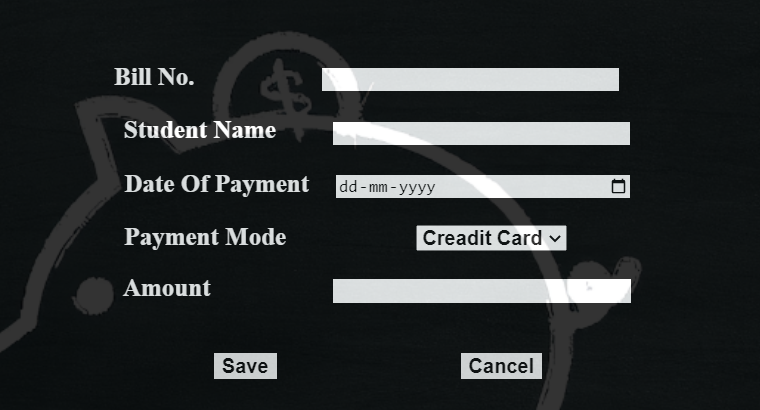 Bill No.
Student Name
Date Of Payment dd-mm-yyyy
Payment Mode Creadit Card
Amount
Save Cancel